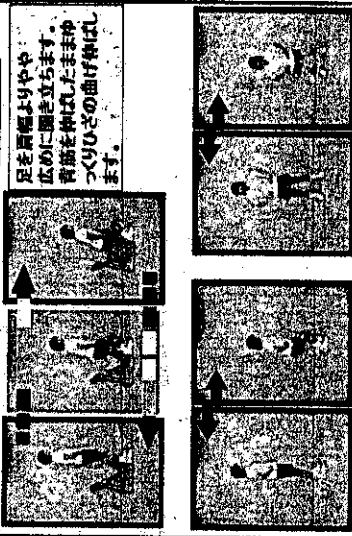 足を肩幅よりやや
広めに開き立ちます。
背筋を伸ばしたままゆ
っくりひざの曲げ伸ばし
ます。